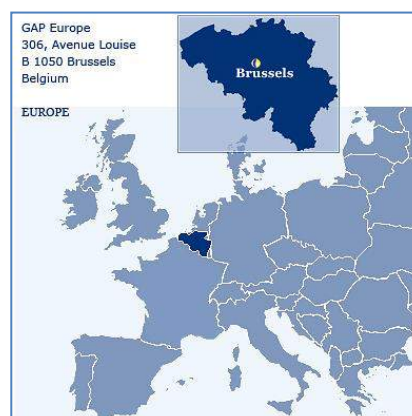 GAP Europe
306, Avenue Louise
B 1050 Brussels
Belgium
Brussels
EUROPE